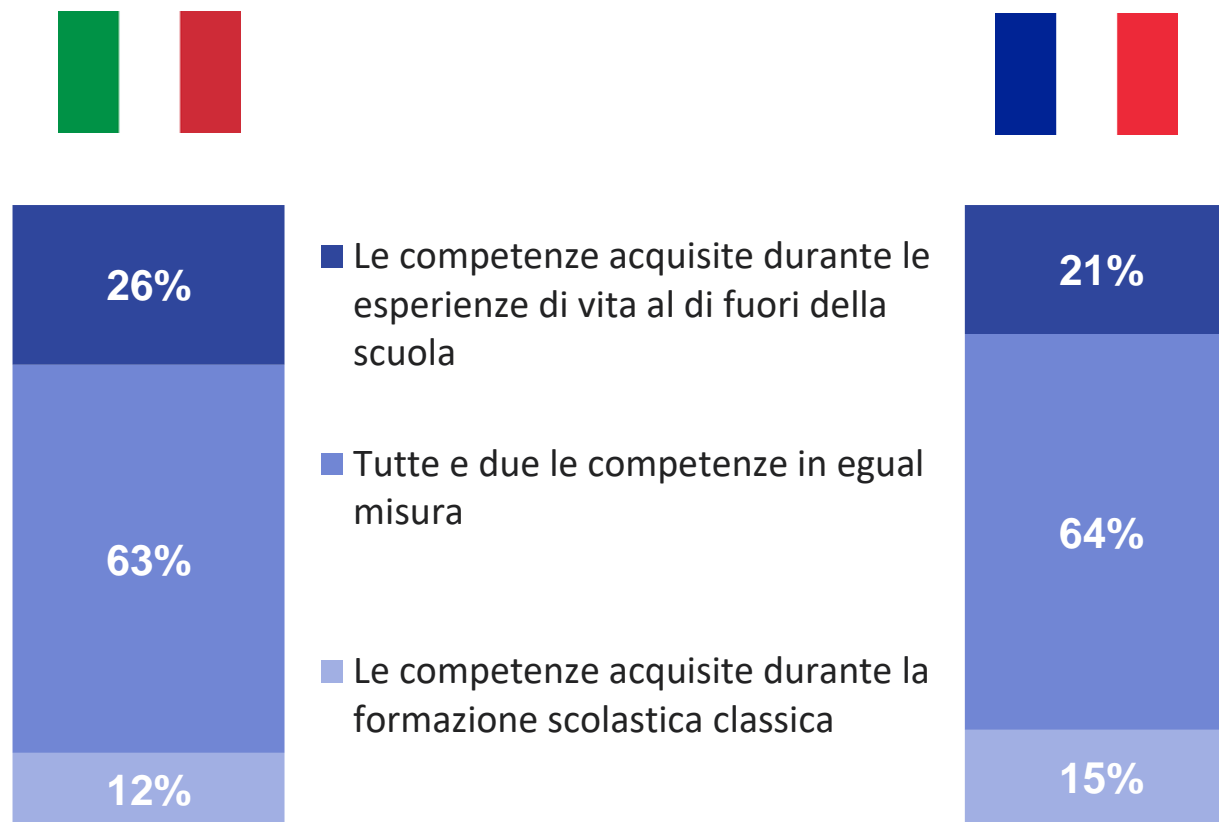 26%
63%
12%
Le competenze acquisite durante le
esperienze di vita al di fuori della
scuola
Tutte e due le competenze in egual
misura
Le competenze acquisite durante la
formazione scolastica classica
21%
64%
15%